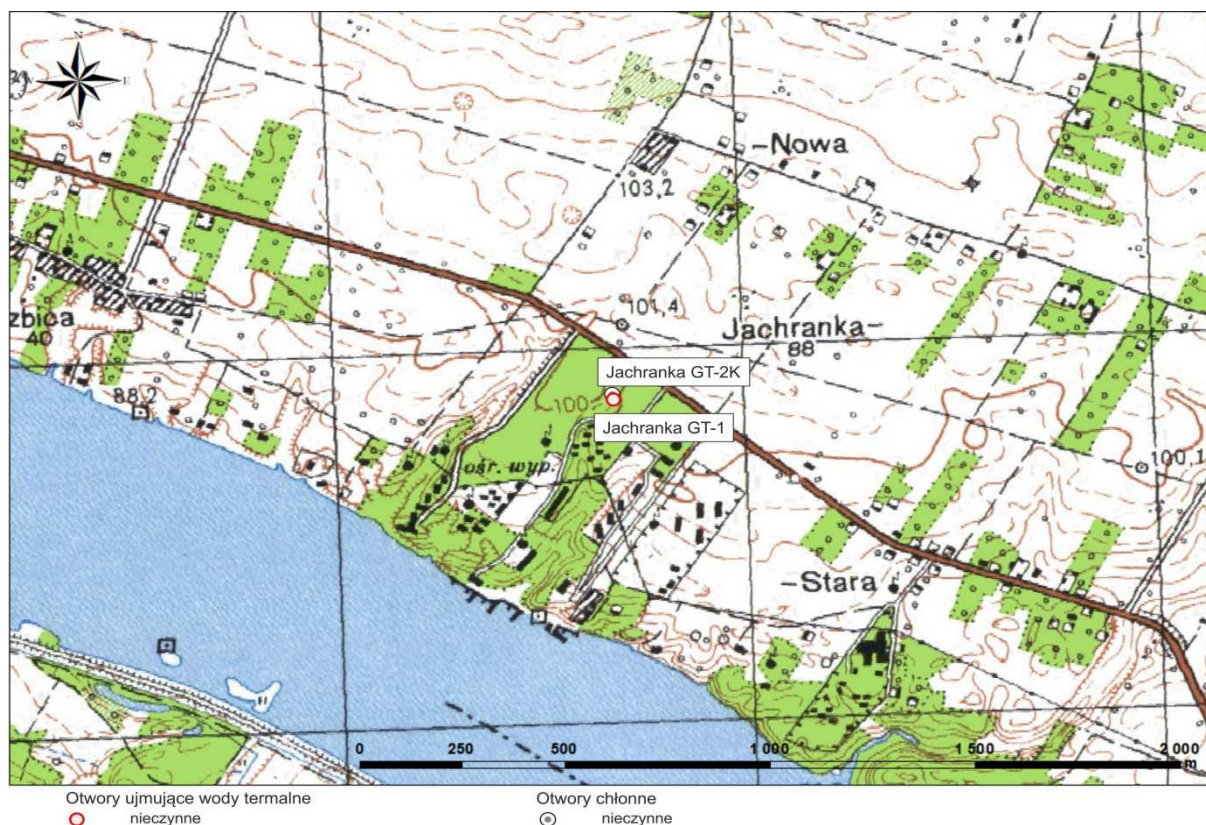 N
W
E
S
-Nowa
103,2
101,4
Jachranka-
88
zbica
40
Jachranka GT-2K
88,2
100
Jachranka GT-1
ośr. wyp.
100,1
-Stara
H
0 250 500 1 000 1 500 2 000
m
Otwory ujmujące wody termalne
nieczynne
Otwory chłonne
nieczynne